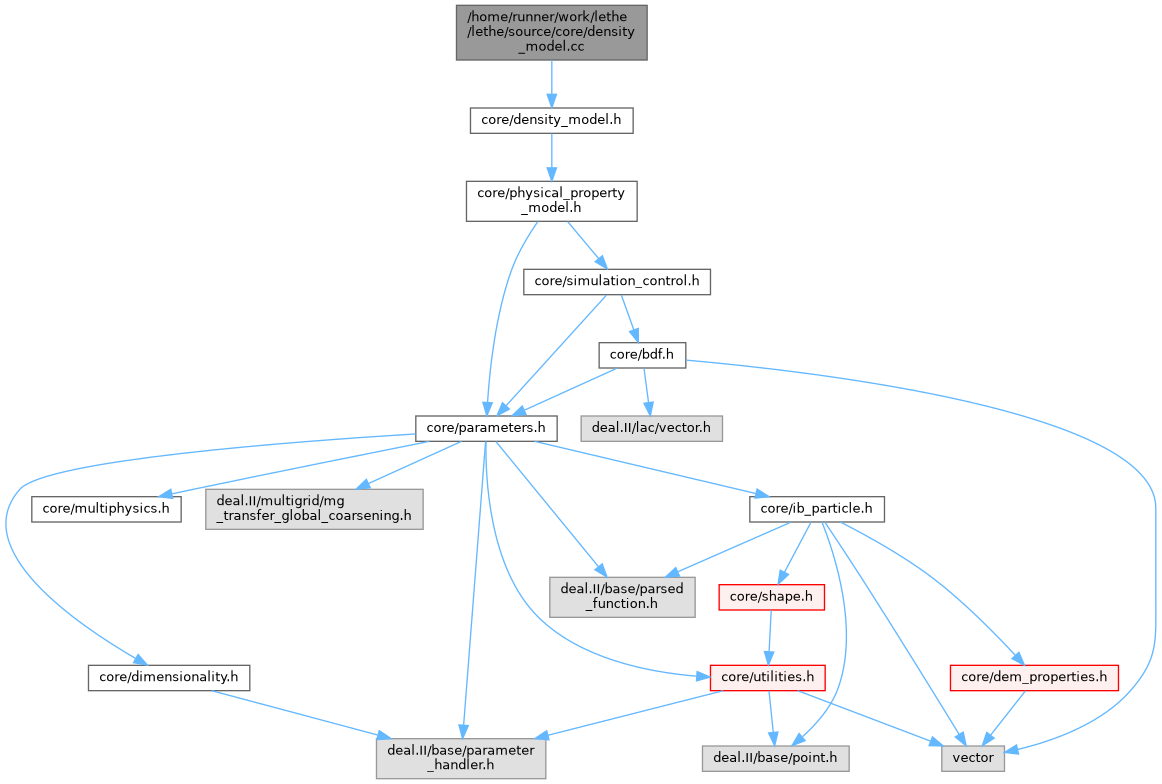 /home/runner/work/lethe
/lethe/source/core/density
_model.cc
core/density_model.h
core/physical_property
_model.h
core/simulation_control.h
core/bdf.h
core/parameters.h
deal.II/lac/vector.h
core/multiphysics.h
deal.II/multigrid/mg
_transfer_global_coarsening.h
core/ib_particle.h
deal.II/base/parsed
_function.h
core/shape.h
core/dimensionality.h
core/utilities.h
core/dem_properties.h
deal.II/base/parameter
_handler.h
deal.II/base/point.h
vector